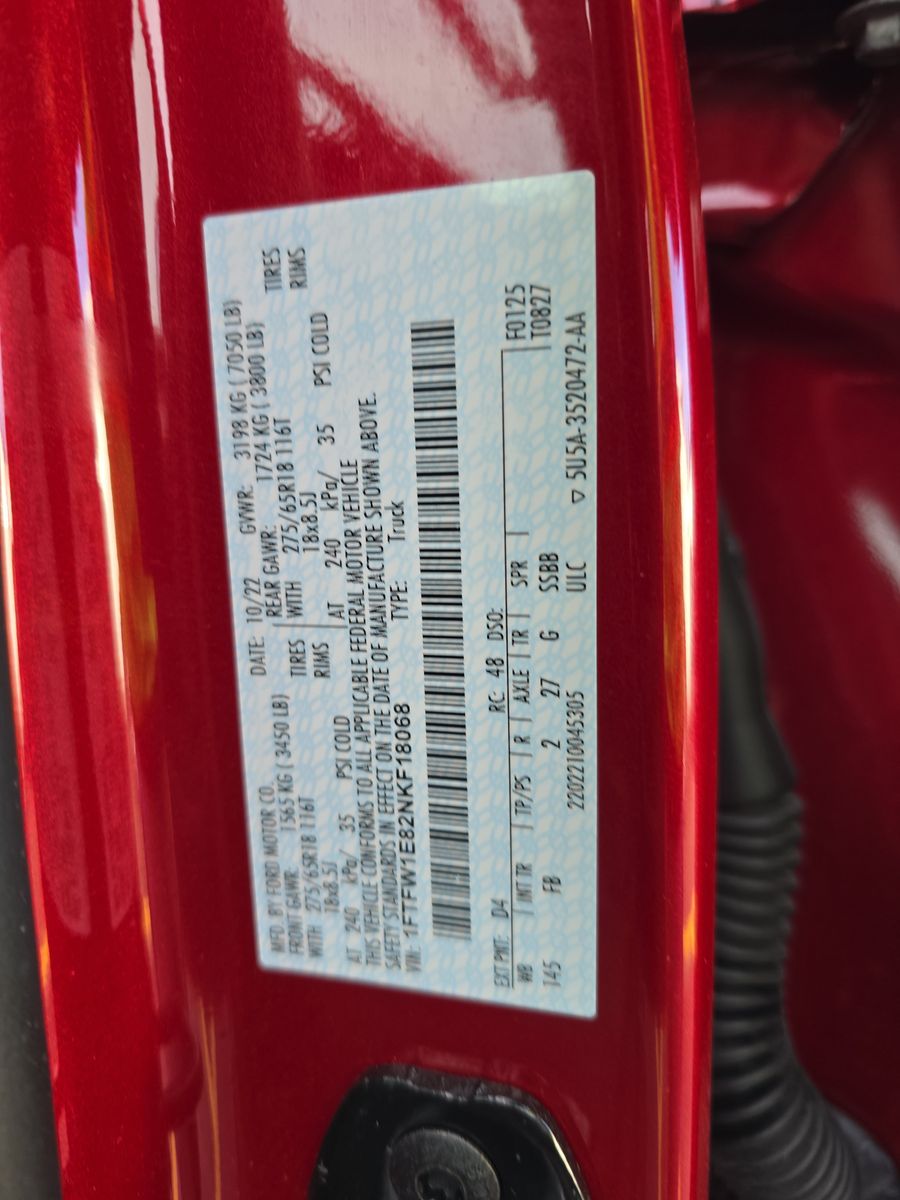 MFD. BY FORD MOTOR CO. DATE: 10/22 GVWR: 3198 KG ( 7050 LB)
FRONT GAWR: 1565 KG ( 3450 LB) REAR GAWR: 1724 KG ( 3800 LB)
WITH 275/65R18 116T TIRES WITH 275/65R18 116T TIRES
18x8.5J RIMS 18x8.5J RIMS
AT 240 kPa/ 35 PSI COLD AT 240 kPa/ 35 PSI COLD
THIS VEHICLE CONFORMS TO ALL APPLICABLE FEDERAL MOTOR VEHICLE
SAFETY STANDARDS IN EFFECT ON THE DATE OF MANUFACTURE SHOWN ABOVE.
VIN: 1FTFW1E82NKF18068 TYPE: Truck
EXT PNT: D4 RC: 48 DSO: F0125
WB INT TR TP/PS R AXLE TR SPR T0827
145 FB 2 27 G SSBB
2202210045305 ULC ▽ 5U5A-3520472-AA